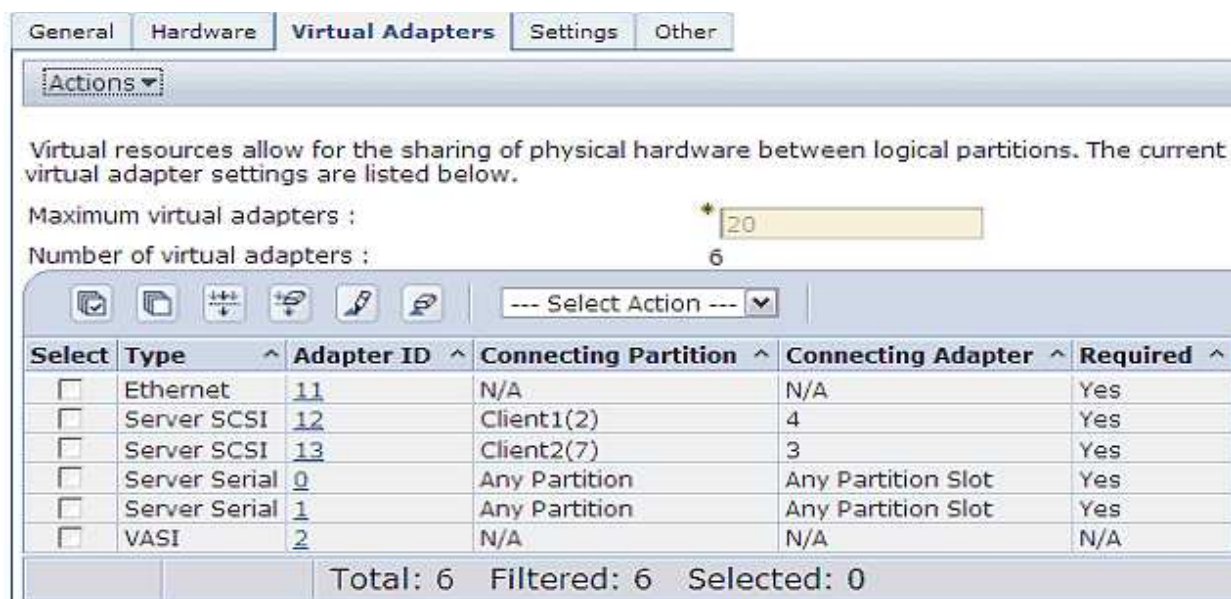 General Hardware Virtual Adapters Settings Other
Actions
Virtual resources allow for the sharing of physical hardware between logical partitions. The current
virtual adapter settings are listed below.
Maximum virtual adapters : * 20
Number of virtual adapters : 6
--- Select Action ---
Select Type ^ Adapter ID ^ Connecting Partition ^ Connecting Adapter ^ Required ^
Ethernet 11 N/A N/A Yes
Server SCSI 12 Client1(2) 4 Yes
Server SCSI 13 Client2(7) 3 Yes
Server Serial 0 Any Partition Any Partition Slot Yes
Server Serial 1 Any Partition Any Partition Slot Yes
VASI 2 N/A N/A N/A
Total: 6 Filtered: 6 Selected: 0